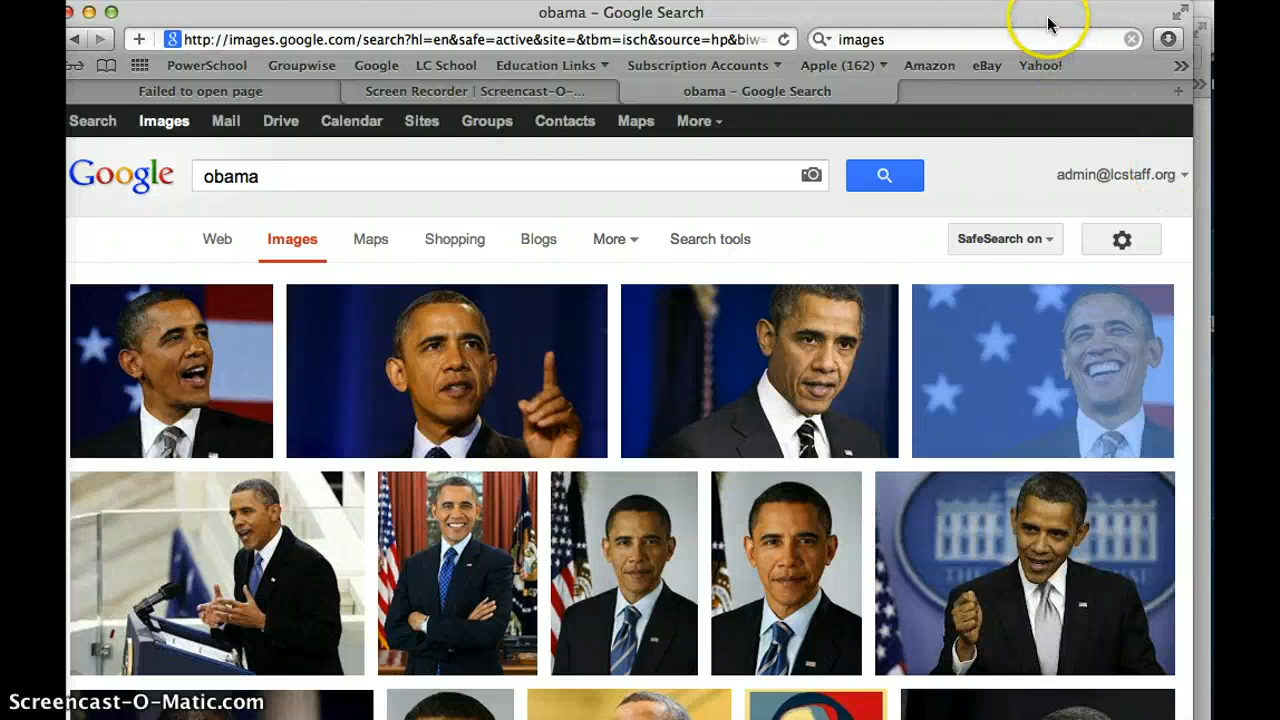 obama – Google Search
http://images.google.com/search?hl=en&safe=active&site=&tbm=isch&source=hp&biw=
images
PowerSchool Groupwise Google LC School Education Links Subscription Accounts Apple (162) Amazon eBay Yahoo!
Failed to open page Screen Recorder | Screencast-O-... obama – Google Search
Search Images Mail Drive Calendar Sites Groups Contacts Maps More
Google obama admin@lcstaff.org
Web Images Maps Shopping Blogs More Search tools SafeSearch on
Screencast-O-Matic.com